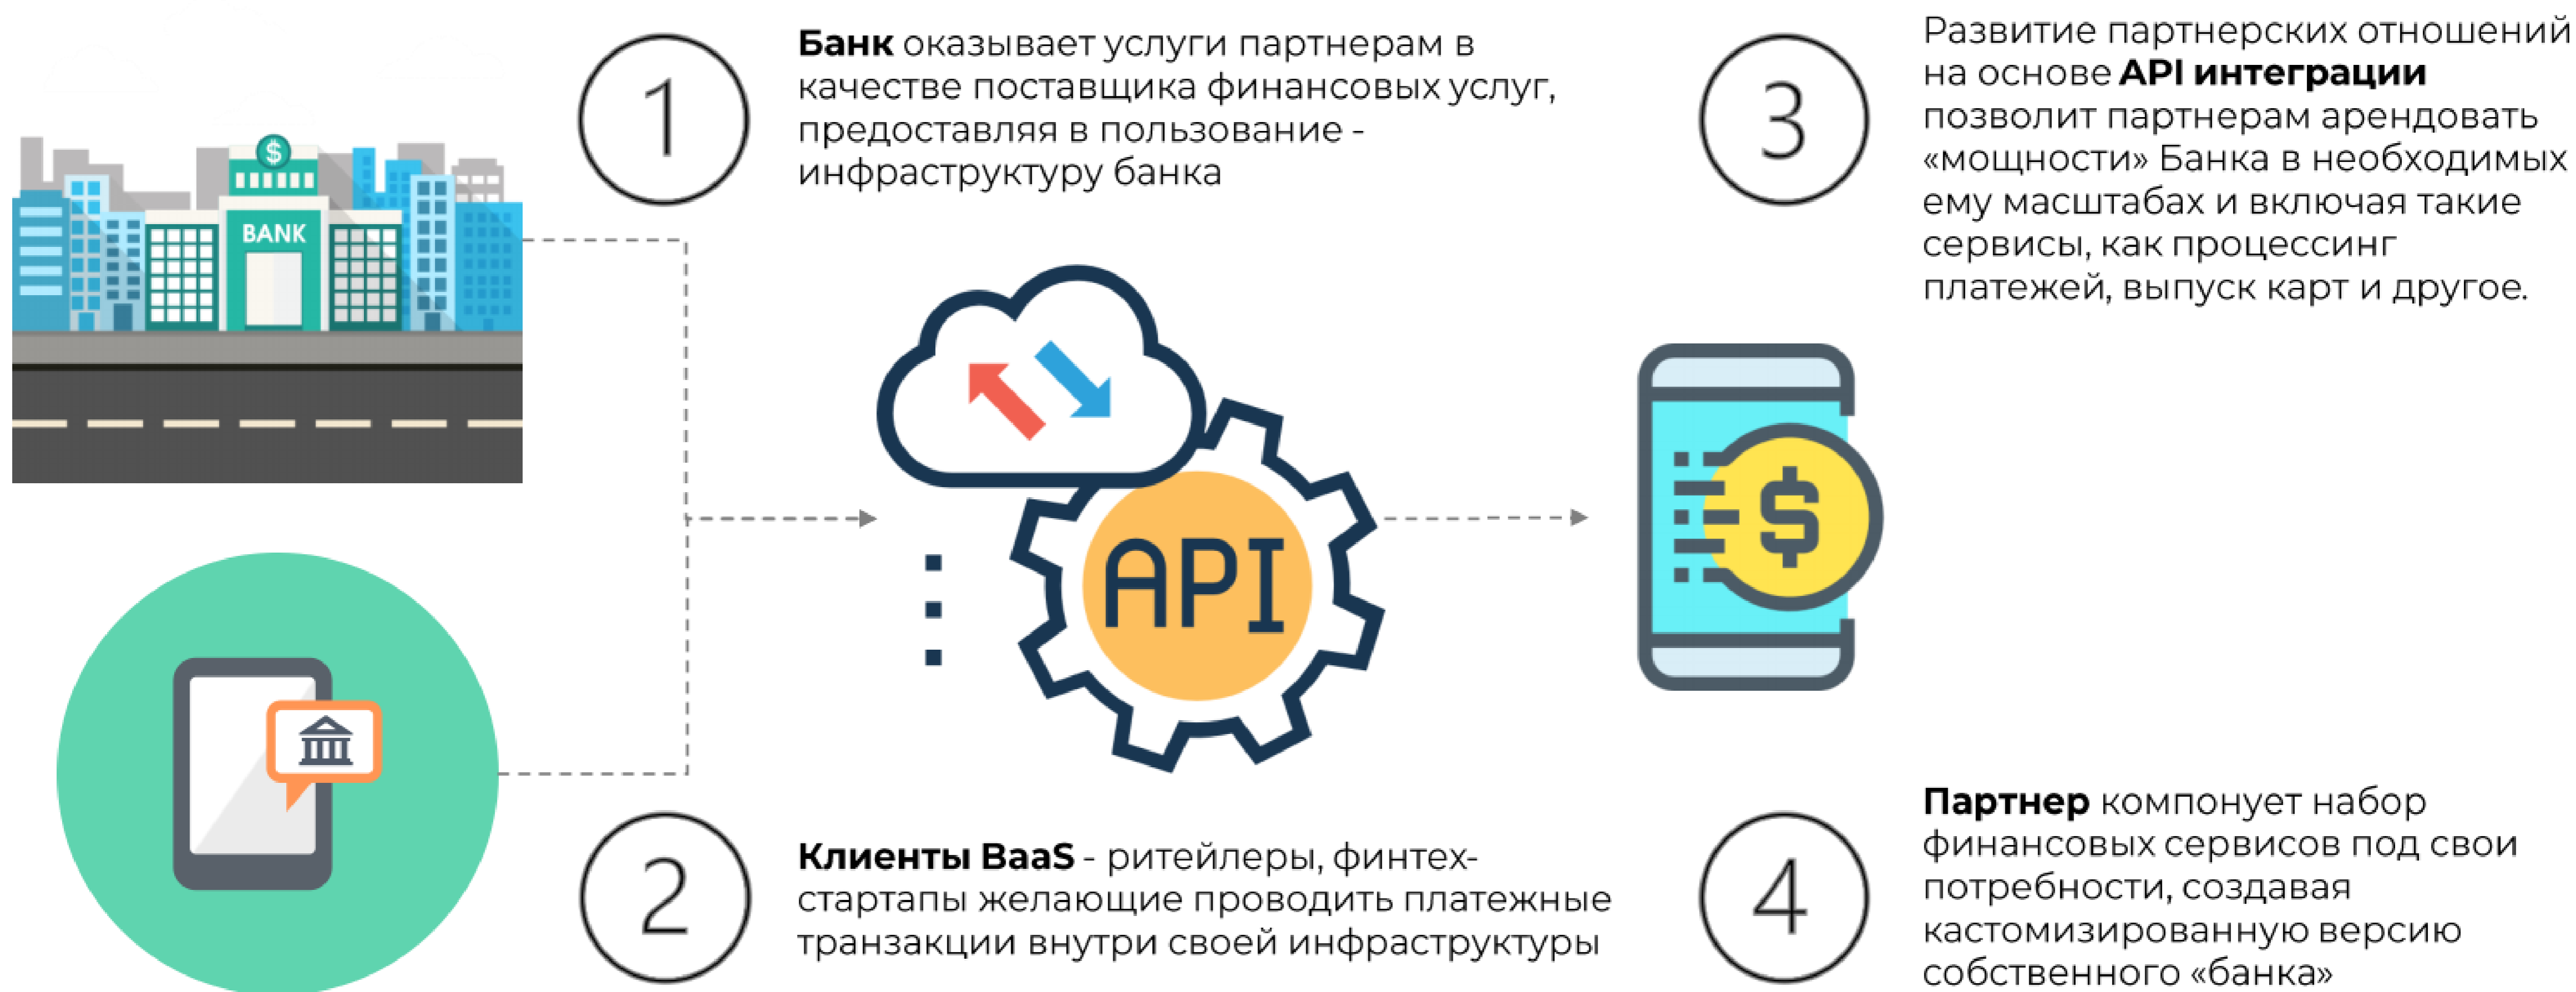 1
Банк оказывает услуги партнерам в
качестве поставщика финансовых услуг,
предоставляя в пользование -
инфраструктуру банка
BANK
$
2
Клиенты BaaS - ритейлеры, финтех-
стартапы желающие проводить платежные
транзакции внутри своей инфраструктуры
API
3
Развитие партнерских отношений
на основе API интеграции
позволит партнерам арендовать
«мощности» Банка в необходимых
ему масштабах и включая такие
сервисы, как процессинг
платежей, выпуск карт и другое.
$
4
Партнер компонует набор
финансовых сервисов под свои
потребности, создавая
кастомизированную версию
собственного «банка»